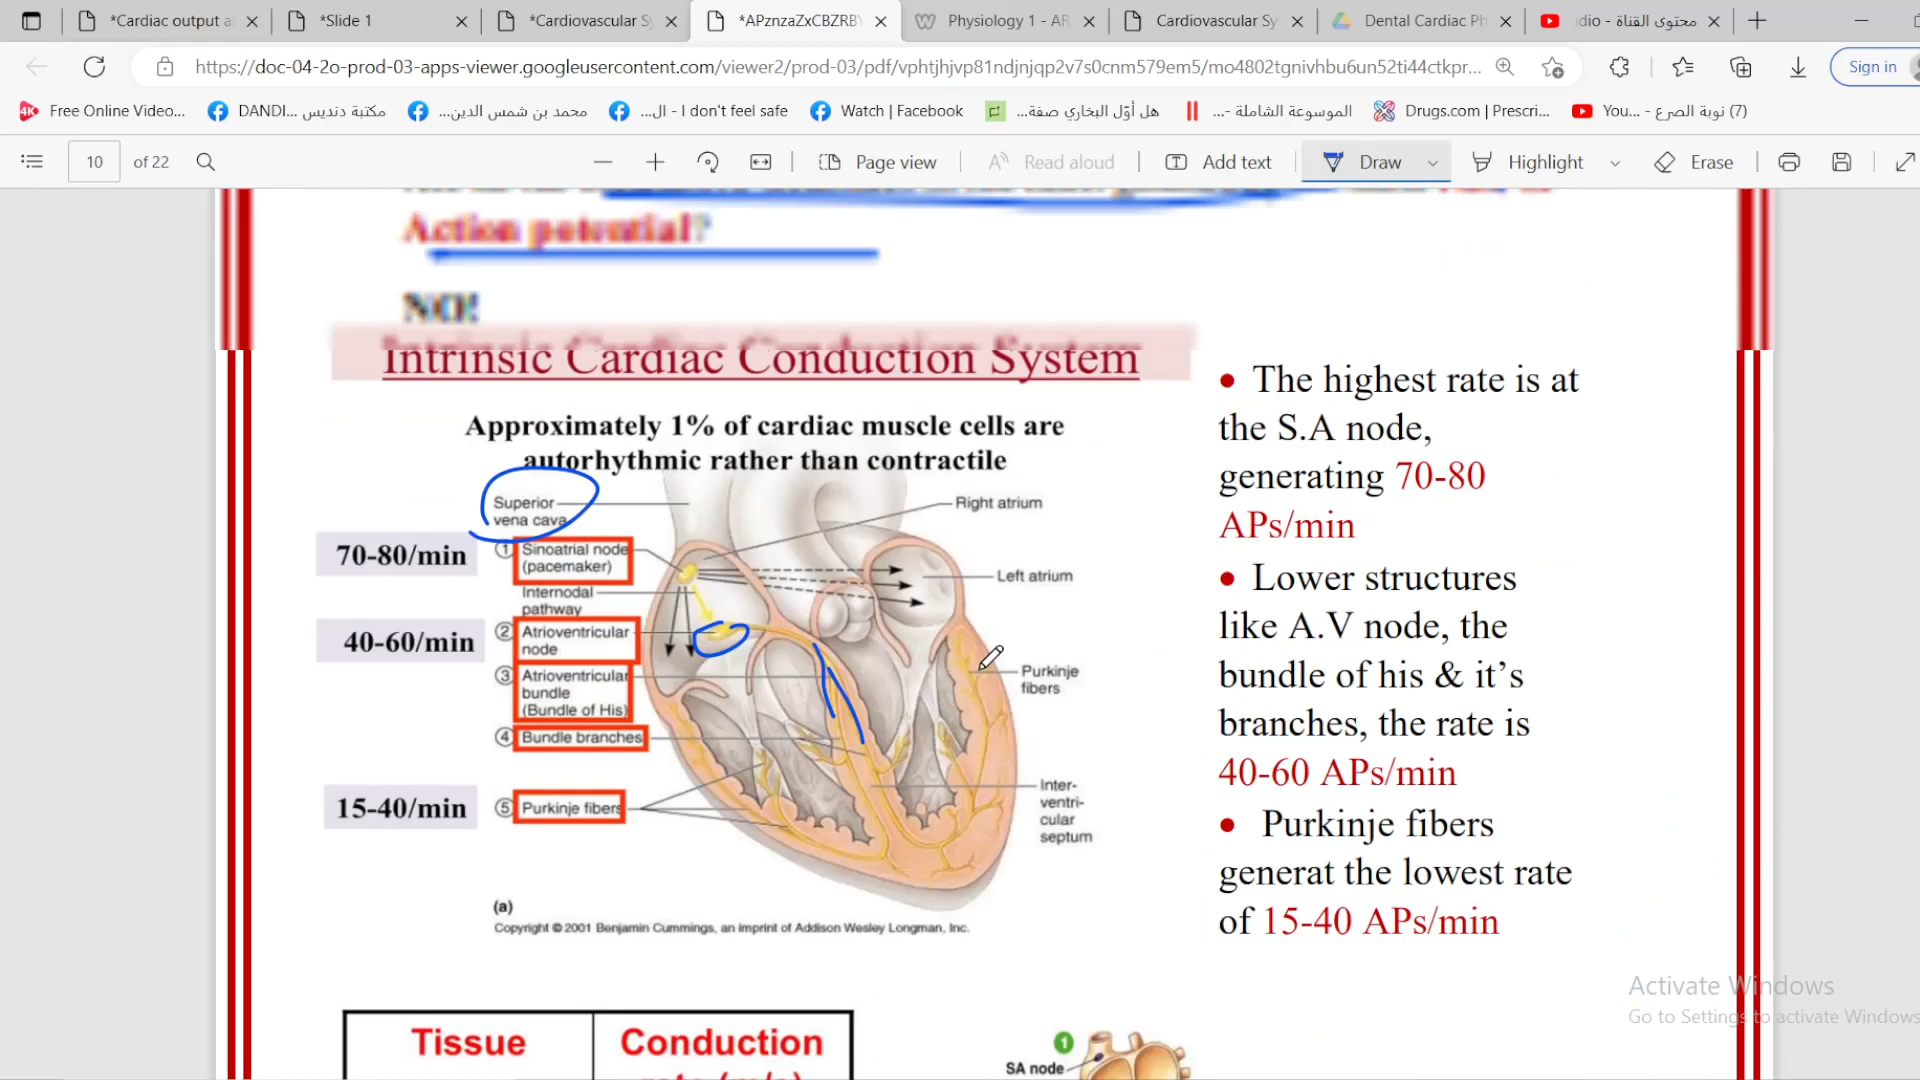 *Cardiac output a
*Slide 1
*Cardiovascular Sy
*APznzaZxCBZRBY
Physiology 1 - AR
Cardiovascular Sy
Dental Cardiac Ph
محتوى القناة - dio
https://doc-04-2o-prod-03-apps-viewer.googleusercontent.com/viewer2/prod-03/pdf/vphtjhjvp81ndjnjqp2v7s0cnm579em5/mo4802tgnivhbu6un52ti44ctkpr...
Sign in
Free Online Video...
DANDI... مكتبة دنديس
محمد بن شمس الدين...
ال... - I don't feel safe
Watch | Facebook
هل أوّل البخاري صفة...
الموسوعة الشاملة -...
Drugs.com | Prescri...
(7) نوبة الصرع - You...
10 of 22
Page view
Read aloud
Add text
Draw
Highlight
Erase
Action potential?
NO!
Intrinsic Cardiac Conduction System
Approximately 1% of cardiac muscle cells are
autorhythmic rather than contractile
Superior
vena cava
Right atrium
70-80/min
1 Sinoatrial node
(pacemaker)
Left atrium
Internodal
pathway
40-60/min
2 Atrioventricular
node
3 Atrioventricular
bundle
(Bundle of His)
Purkinje
fibers
4 Bundle branches
15-40/min
5 Purkinje fibers
Inter-
ventri-
cular
septum
(a)
Copyright © 2001 Benjamin Cummings, an imprint of Addison Wesley Longman, Inc.
• The highest rate is at
the S.A node,
generating 70-80
APs/min
• Lower structures
like A.V node, the
bundle of his & it's
branches, the rate is
40-60 APs/min
• Purkinje fibers
generat the lowest rate
of 15-40 APs/min
Tissue
Conduction
1
SA node
Activate Windows
Go to Settings to activate Windows